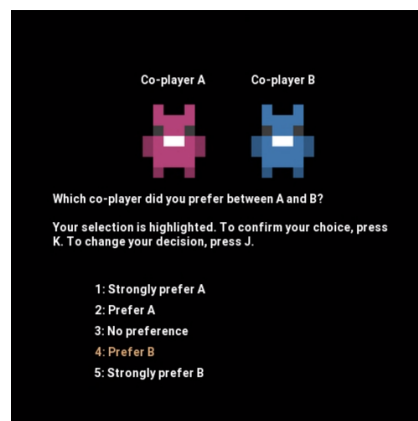 Co-player A Co-player B
Which co-player did you prefer between A and B?
Your selection is highlighted. To confirm your choice, press
K. To change your decision, press J.
1: Strongly prefer A
2: Prefer A
3: No preference
4: Prefer B
5: Strongly prefer B